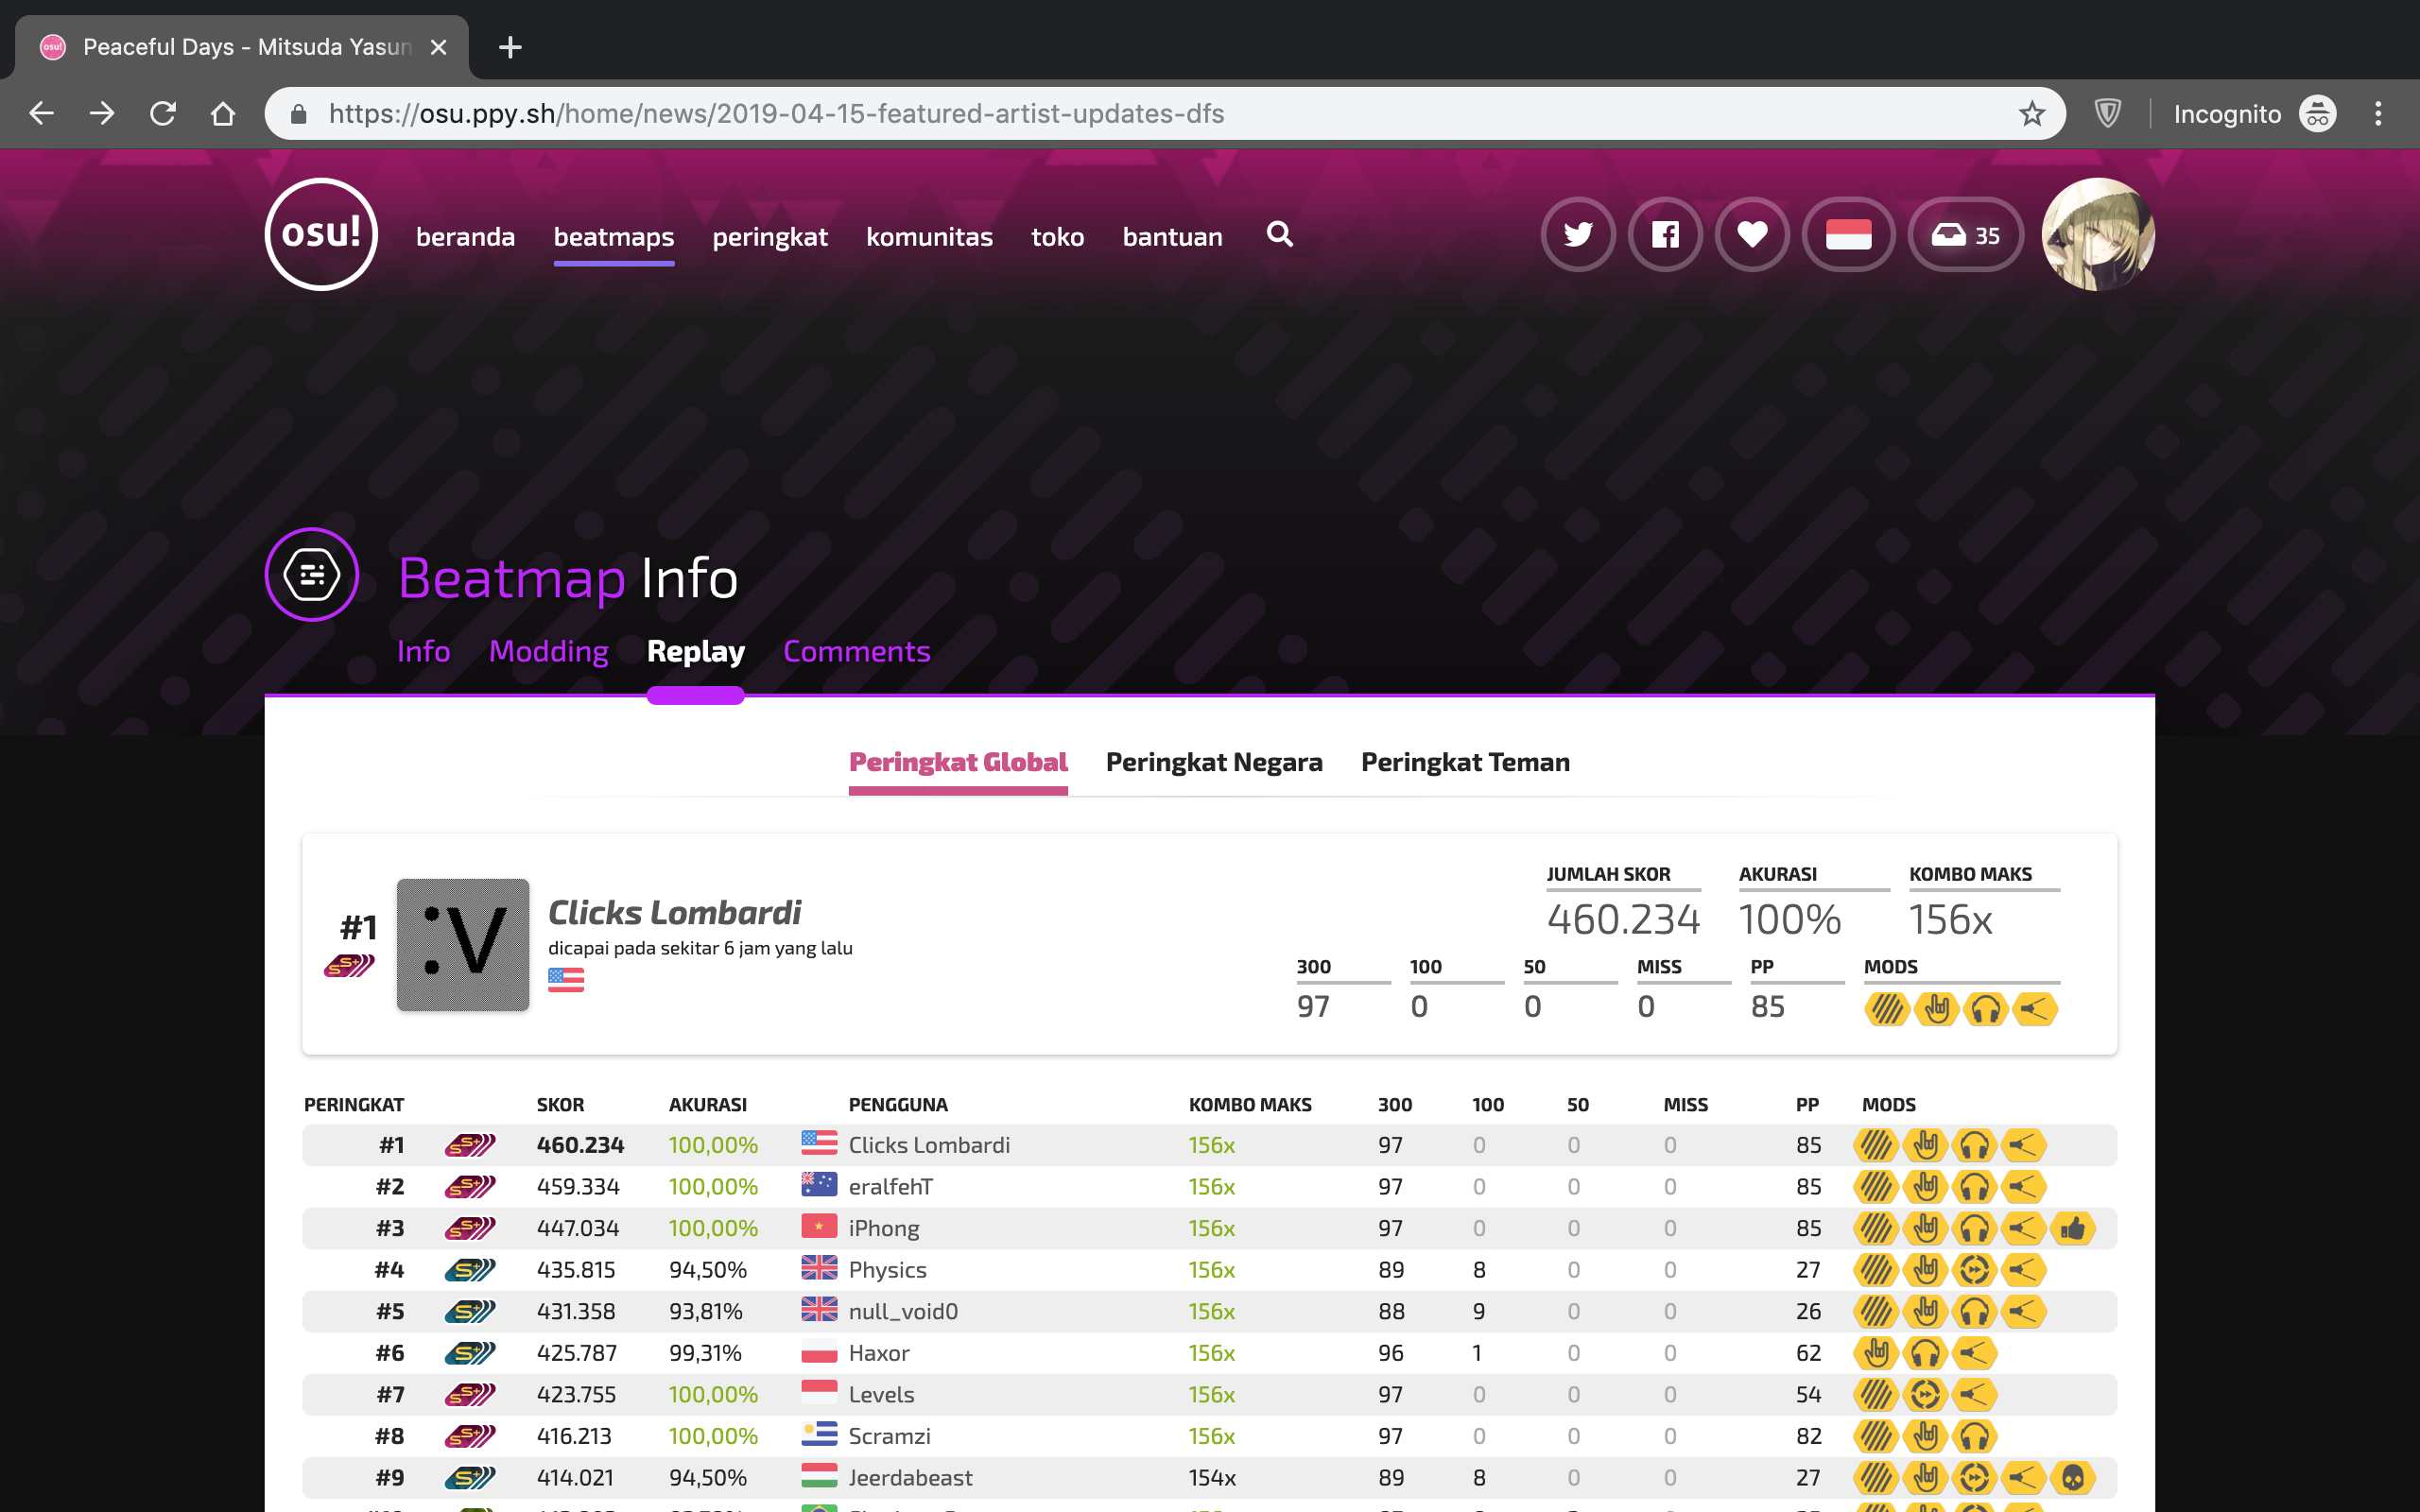 Peaceful Days - Mitsuda Yasun
https://osu.ppy.sh/home/news/2019-04-15-featured-artist-updates-dfs
Incognito
osu! beranda beatmaps peringkat komunitas toko bantuan 35
Beatmap Info
Info Modding Replay Comments
Peringkat Global Peringkat Negara Peringkat Teman
#1
:V
Clicks Lombardi
dicapai pada sekitar 6 jam yang lalu
JUMLAH SKOR AKURASI KOMBO MAKS
460.234 100% 156x
300 100 50 MISS PP MODS
97 0 0 0 85
PERINGKAT SKOR AKURASI PENGGUNA KOMBO MAKS 300 100 50 MISS PP MODS
#1 SS+ 460.234 100,00% Clicks Lombardi 156x 97 0 0 0 85
#2 SS+ 459.334 100,00% eralfehT 156x 97 0 0 0 85
#3 SS+ 447.034 100,00% iPhong 156x 97 0 0 0 85
#4 S+ 435.815 94,50% Physics 156x 89 8 0 0 27
#5 S+ 431.358 93,81% null_void0 156x 88 9 0 0 26
#6 S+ 425.787 99,31% Haxor 156x 96 1 0 0 62
#7 SS+ 423.755 100,00% Levels 156x 97 0 0 0 54
#8 SS+ 416.213 100,00% Scramzi 156x 97 0 0 0 82
#9 S+ 414.021 94,50% Jeerdabeast 154x 89 8 0 0 27